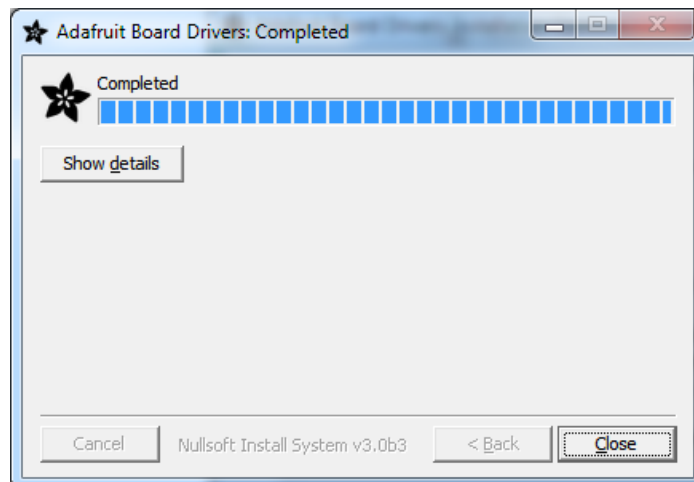 Adafruit Board Drivers: Completed
Completed
Show details
Cancel
Nullsoft Install System v3.0b3
< Back
Close